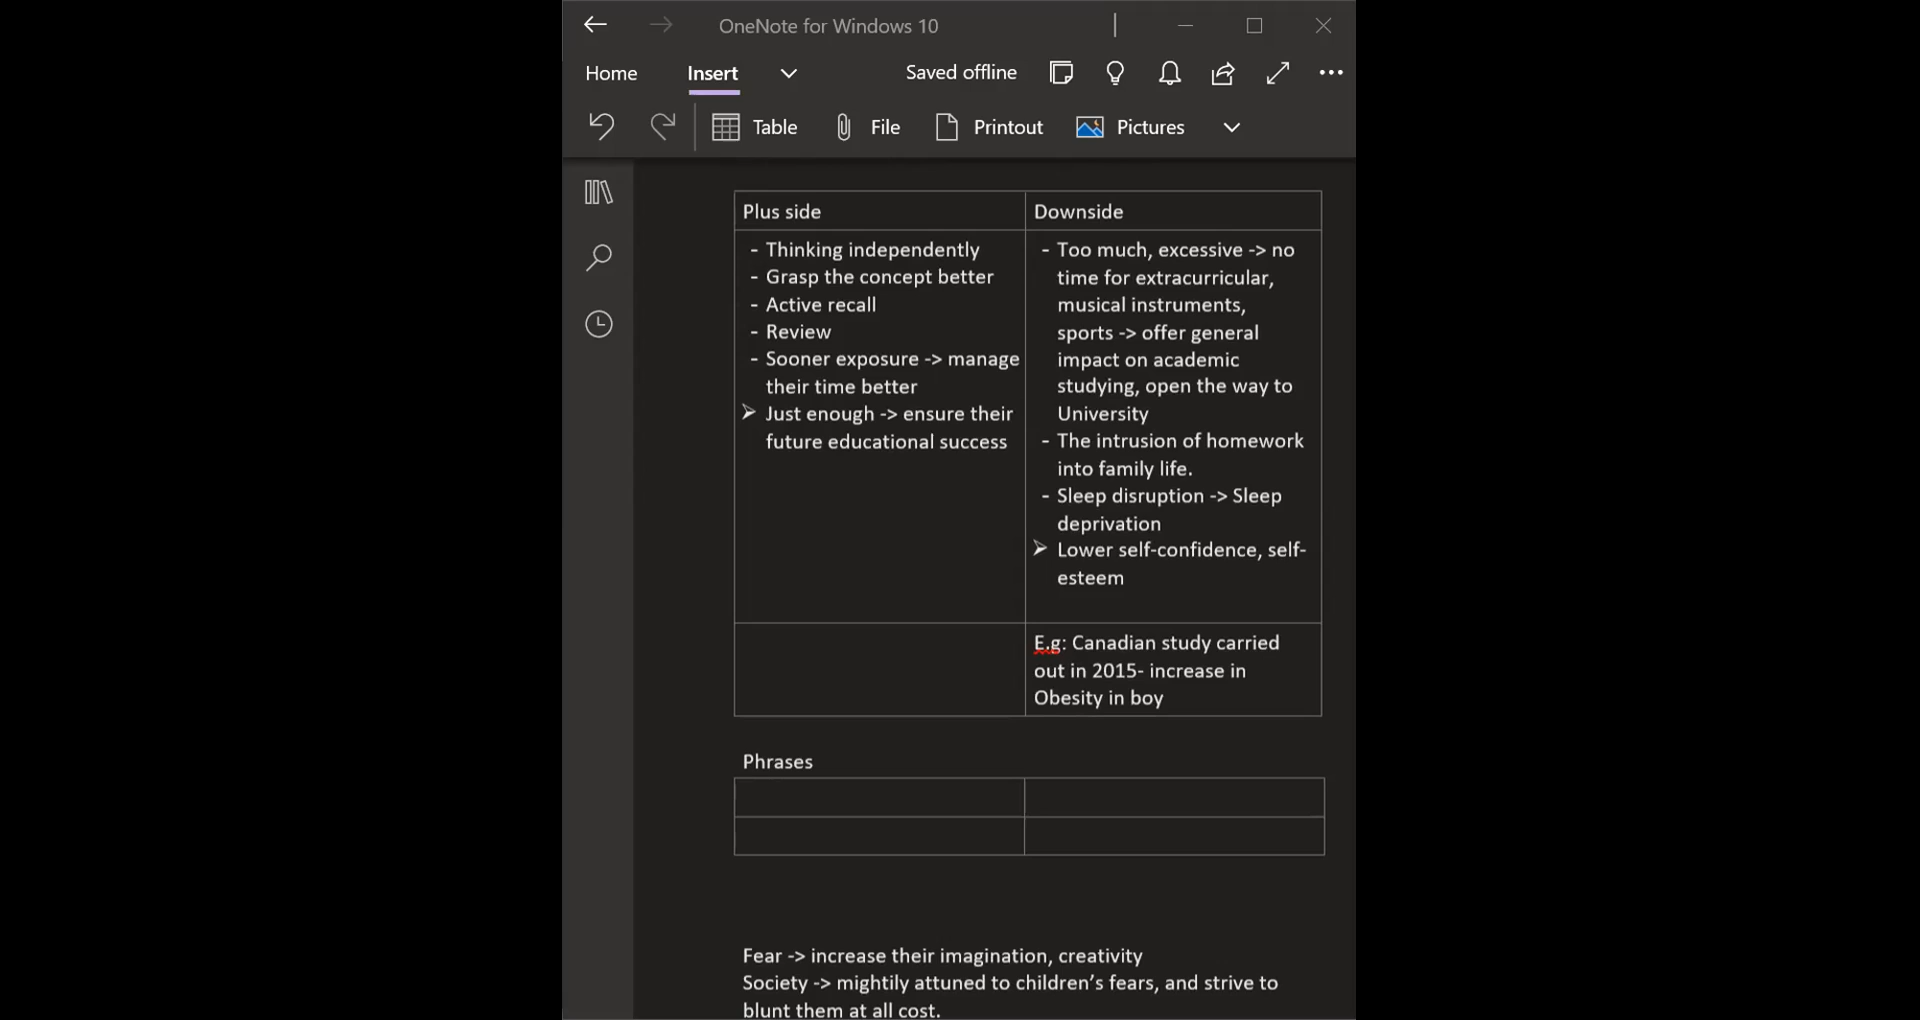 OneNote for Windows 10
Home Insert Saved offline
Table File Printout Pictures
Plus side
- Thinking independently
- Grasp the concept better
- Active recall
- Review
- Sooner exposure -> manage
their time better
➢ Just enough -> ensure their
future educational success
Downside
- Too much, excessive -> no
time for extracurricular,
musical instruments,
sports -> offer general
impact on academic
studying, open the way to
University
- The intrusion of homework
into family life.
- Sleep disruption -> Sleep
deprivation
➢ Lower self-confidence, self-
esteem
E.g: Canadian study carried
out in 2015- increase in
Obesity in boy
Phrases
Fear -> increase their imagination, creativity
Society -> mightily attuned to children’s fears, and strive to
blunt them at all cost.